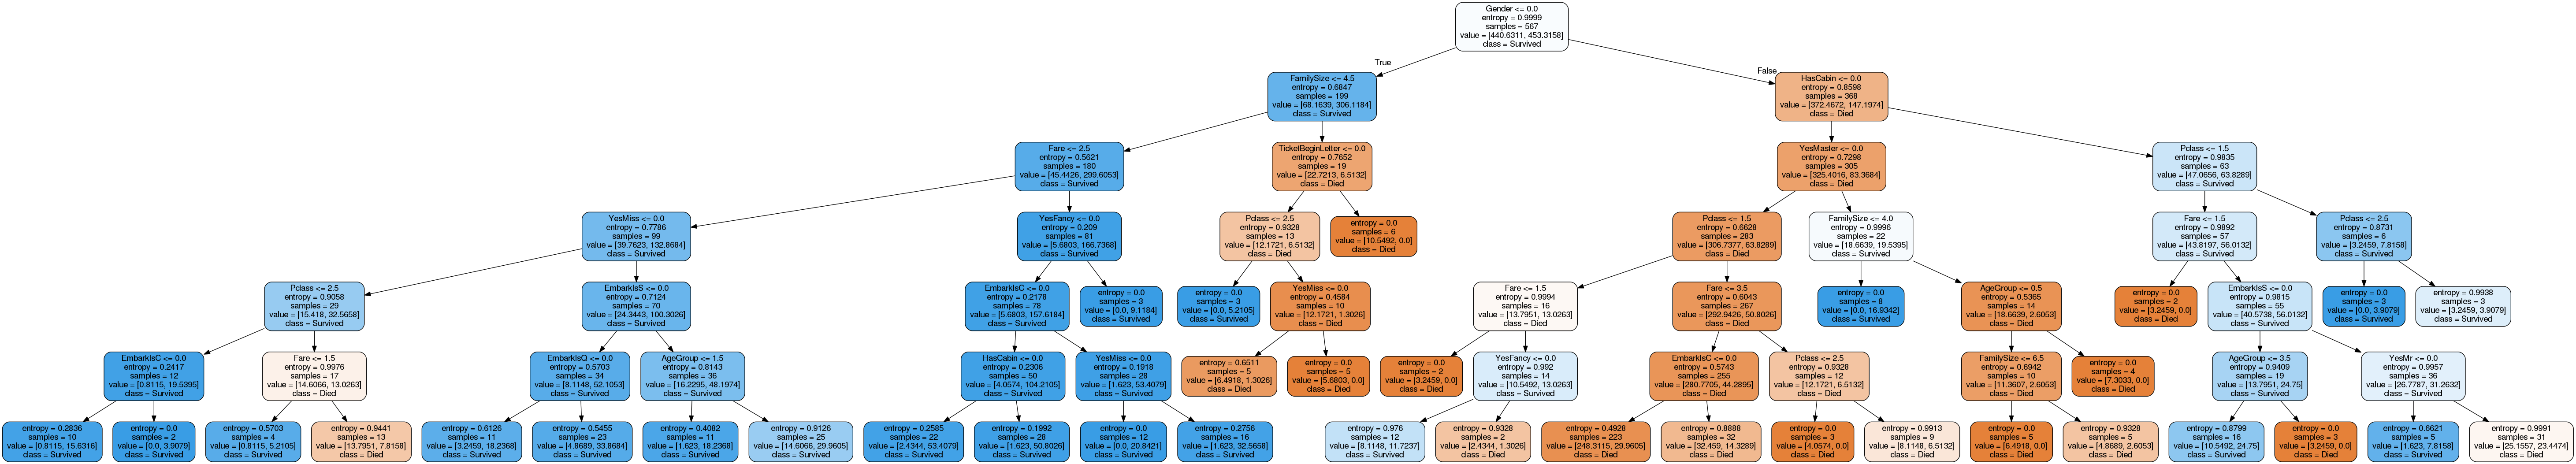 Gender <= 0.0
entropy = 0.9999
samples = 567
value = [440.6311, 453.3158]
class = Survived
True
False
FamilySize <= 4.5
entropy = 0.6847
samples = 199
value = [68.1639, 306.1184]
class = Survived
HasCabin <= 0.0
entropy = 0.8598
samples = 368
value = [372.4672, 147.1974]
class = Died
Fare <= 2.5
entropy = 0.5621
samples = 180
value = [45.4426, 299.6053]
class = Survived
TicketBeginLetter <= 0.0
entropy = 0.7652
samples = 19
value = [22.7213, 6.5132]
class = Died
YesMaster <= 0.0
entropy = 0.7298
samples = 305
value = [325.4016, 83.3684]
class = Died
Pclass <= 1.5
entropy = 0.9835
samples = 63
value = [47.0656, 63.8289]
class = Survived
YesMiss <= 0.0
entropy = 0.7786
samples = 99
value = [39.7623, 132.8684]
class = Survived
YesFancy <= 0.0
entropy = 0.209
samples = 81
value = [5.6803, 166.7368]
class = Survived
Pclass <= 2.5
entropy = 0.9328
samples = 13
value = [12.1721, 6.5132]
class = Died
entropy = 0.0
samples = 6
value = [10.5492, 0.0]
class = Died
Pclass <= 1.5
entropy = 0.6628
samples = 283
value = [306.7377, 63.8289]
class = Died
FamilySize <= 4.0
entropy = 0.9996
samples = 22
value = [18.6639, 19.5395]
class = Survived
Fare <= 1.5
entropy = 0.9892
samples = 57
value = [43.8197, 56.0132]
class = Survived
Pclass <= 2.5
entropy = 0.8731
samples = 6
value = [3.2459, 7.8158]
class = Survived
Pclass <= 2.5
entropy = 0.9058
samples = 29
value = [15.418, 32.5658]
class = Survived
EmbarkIsS <= 0.0
entropy = 0.7124
samples = 70
value = [24.3443, 100.3026]
class = Survived
EmbarkIsC <= 0.0
entropy = 0.2178
samples = 78
value = [5.6803, 157.6184]
class = Survived
entropy = 0.0
samples = 3
value = [0.0, 9.1184]
class = Survived
entropy = 0.0
samples = 3
value = [0.0, 5.2105]
class = Survived
YesMiss <= 0.0
entropy = 0.4584
samples = 10
value = [12.1721, 1.3026]
class = Died
Fare <= 1.5
entropy = 0.9994
samples = 16
value = [13.7951, 13.0263]
class = Died
Fare <= 3.5
entropy = 0.6043
samples = 267
value = [292.9426, 50.8026]
class = Died
entropy = 0.0
samples = 8
value = [0.0, 16.9342]
class = Survived
AgeGroup <= 0.5
entropy = 0.5365
samples = 14
value = [18.6639, 2.6053]
class = Died
entropy = 0.0
samples = 2
value = [3.2459, 0.0]
class = Died
EmbarkIsS <= 0.0
entropy = 0.9815
samples = 55
value = [40.5738, 56.0132]
class = Survived
entropy = 0.0
samples = 3
value = [0.0, 3.9079]
class = Survived
entropy = 0.9938
samples = 3
value = [3.2459, 3.9079]
class = Survived
EmbarkIsC <= 0.0
entropy = 0.2417
samples = 12
value = [0.8115, 19.5395]
class = Survived
Fare <= 1.5
entropy = 0.9976
samples = 17
value = [14.6066, 13.0263]
class = Died
EmbarkIsQ <= 0.0
entropy = 0.5703
samples = 34
value = [8.1148, 52.1053]
class = Survived
AgeGroup <= 1.5
entropy = 0.8143
samples = 36
value = [16.2295, 48.1974]
class = Survived
HasCabin <= 0.0
entropy = 0.2306
samples = 50
value = [4.0574, 104.2105]
class = Survived
YesMiss <= 0.0
entropy = 0.1918
samples = 28
value = [1.623, 53.4079]
class = Survived
entropy = 0.6511
samples = 5
value = [6.4918, 1.3026]
class = Died
entropy = 0.0
samples = 5
value = [5.6803, 0.0]
class = Died
entropy = 0.0
samples = 2
value = [3.2459, 0.0]
class = Died
YesFancy <= 0.0
entropy = 0.992
samples = 14
value = [10.5492, 13.0263]
class = Survived
EmbarkIsC <= 0.0
entropy = 0.5743
samples = 255
value = [280.7705, 44.2895]
class = Died
Pclass <= 2.5
entropy = 0.9328
samples = 12
value = [12.1721, 6.5132]
class = Died
FamilySize <= 6.5
entropy = 0.6942
samples = 10
value = [11.3607, 2.6053]
class = Died
entropy = 0.0
samples = 4
value = [7.3033, 0.0]
class = Died
AgeGroup <= 3.5
entropy = 0.9409
samples = 19
value = [13.7951, 24.75]
class = Survived
YesMr <= 0.0
entropy = 0.9957
samples = 36
value = [26.7787, 31.2632]
class = Survived
entropy = 0.2836
samples = 10
value = [0.8115, 15.6316]
class = Survived
entropy = 0.0
samples = 2
value = [0.0, 3.9079]
class = Survived
entropy = 0.5703
samples = 4
value = [0.8115, 5.2105]
class = Survived
entropy = 0.9441
samples = 13
value = [13.7951, 7.8158]
class = Died
entropy = 0.6126
samples = 11
value = [3.2459, 18.2368]
class = Survived
entropy = 0.5455
samples = 23
value = [4.8689, 33.8684]
class = Survived
entropy = 0.4082
samples = 11
value = [1.623, 18.2368]
class = Survived
entropy = 0.9126
samples = 25
value = [14.6066, 29.9605]
class = Survived
entropy = 0.2585
samples = 22
value = [2.4344, 53.4079]
class = Survived
entropy = 0.1992
samples = 28
value = [1.623, 50.8026]
class = Survived
entropy = 0.0
samples = 12
value = [0.0, 20.8421]
class = Survived
entropy = 0.2756
samples = 16
value = [1.623, 32.5658]
class = Survived
entropy = 0.976
samples = 12
value = [8.1148, 11.7237]
class = Survived
entropy = 0.9328
samples = 2
value = [2.4344, 1.3026]
class = Died
entropy = 0.4928
samples = 223
value = [248.3115, 29.9605]
class = Died
entropy = 0.8888
samples = 32
value = [32.459, 14.3289]
class = Died
entropy = 0.0
samples = 3
value = [4.0574, 0.0]
class = Died
entropy = 0.9913
samples = 9
value = [8.1148, 6.5132]
class = Died
entropy = 0.0
samples = 5
value = [6.4918, 0.0]
class = Died
entropy = 0.9328
samples = 5
value = [4.8689, 2.6053]
class = Died
entropy = 0.8799
samples = 16
value = [10.5492, 24.75]
class = Survived
entropy = 0.0
samples = 3
value = [3.2459, 0.0]
class = Died
entropy = 0.6621
samples = 5
value = [1.623, 7.8158]
class = Survived
entropy = 0.9991
samples = 31
value = [25.1557, 23.4474]
class = Died